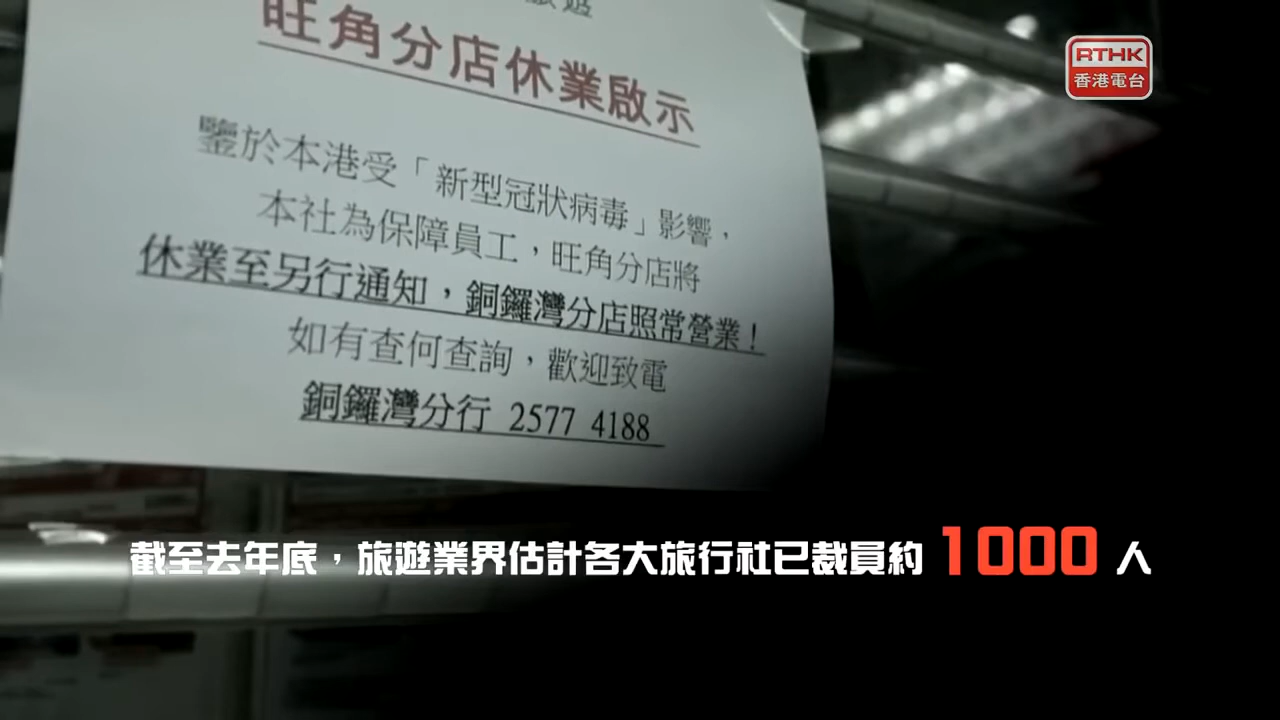 旅遊
旺角分店休業啟示
RTHK
香港電台
鑒於本港受「新型冠狀病毒」影響,
本社為保障員工，旺角分店將
休業至另行通知，銅鑼灣分店照常營業！
如有查何查詢，歡迎致電
銅鑼灣分行 2577 4188
截至去年底，旅遊業界估計各大旅行社已裁員約 1000 人